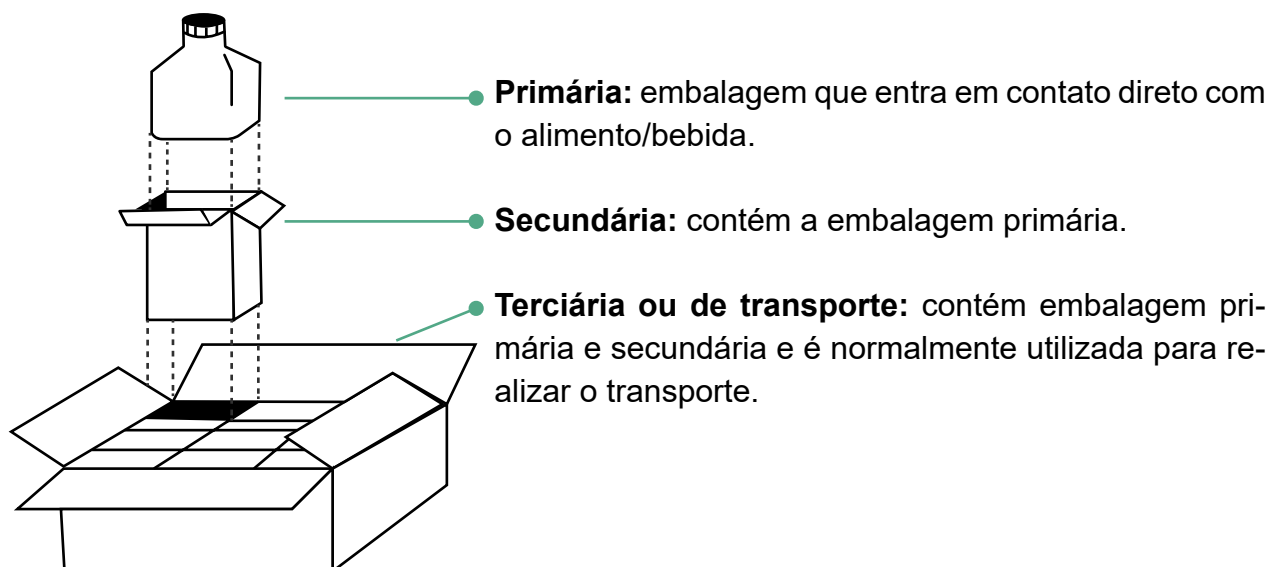 Primária: embalagem que entra em contato direto com
o alimento/bebida.
Secundária: contém a embalagem primária.
Terciária ou de transporte: contém embalagem pri-
mária e secundária e é normalmente utilizada para re-
alizar o transporte.